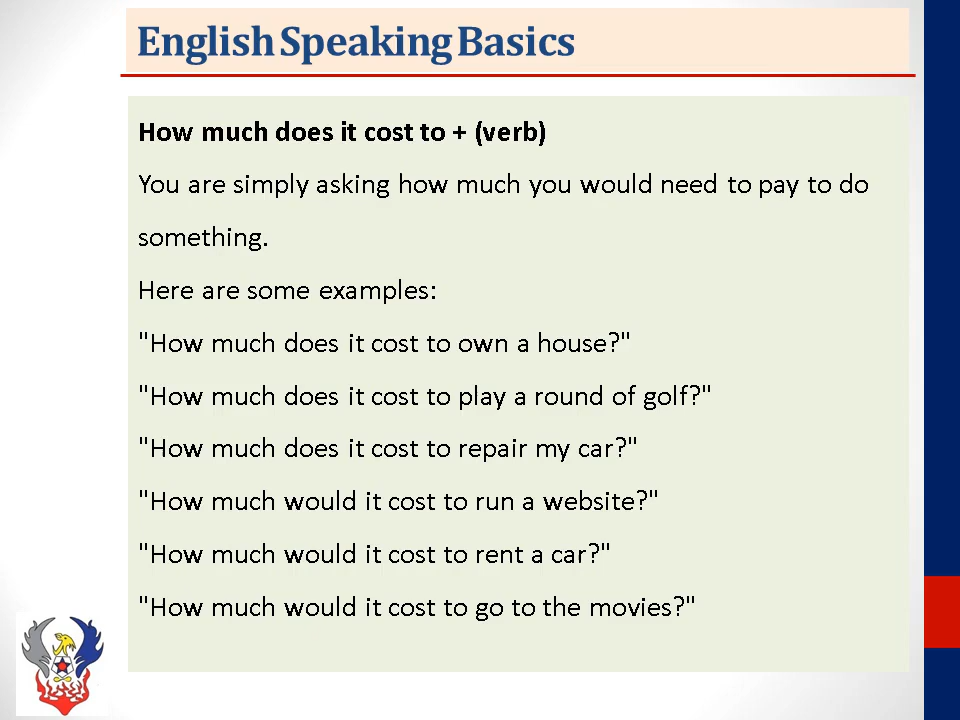 English Speaking Basics
How much does it cost to + (verb)
You are simply asking how much you would need to pay to do
something.
Here are some examples:
"How much does it cost to own a house?"
"How much does it cost to play a round of golf?"
"How much does it cost to repair my car?"
"How much would it cost to run a website?"
"How much would it cost to rent a car?"
"How much would it cost to go to the movies?"